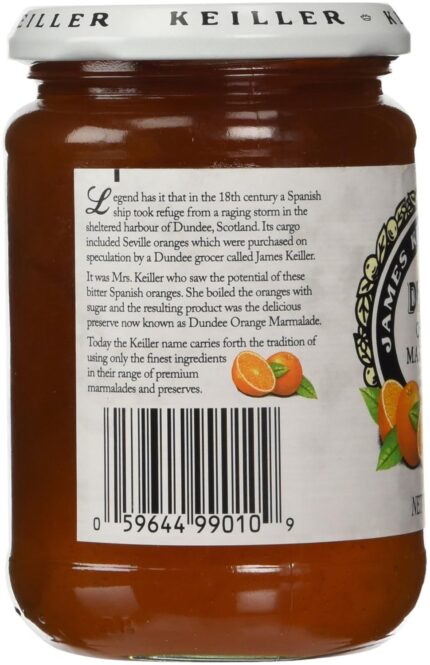 KEILLER KEILLER
Legend has it that in the 18th century a Spanish
ship took refuge from a raging storm in the
sheltered harbour of Dundee, Scotland. Its cargo
included Seville oranges which were purchased on
speculation by a Dundee grocer called James Keiller.
It was Mrs. Keiller who saw the potential of these
bitter Spanish oranges. She boiled the oranges with
sugar and the resulting product was the delicious
preserve now known as Dundee Orange Marmalade.
Today the Keiller name carries forth the tradition of
using only the finest ingredients
in their range of premium
marmalades and preserves.
0 59644 99010 9
JAMES K
D
MA
NE